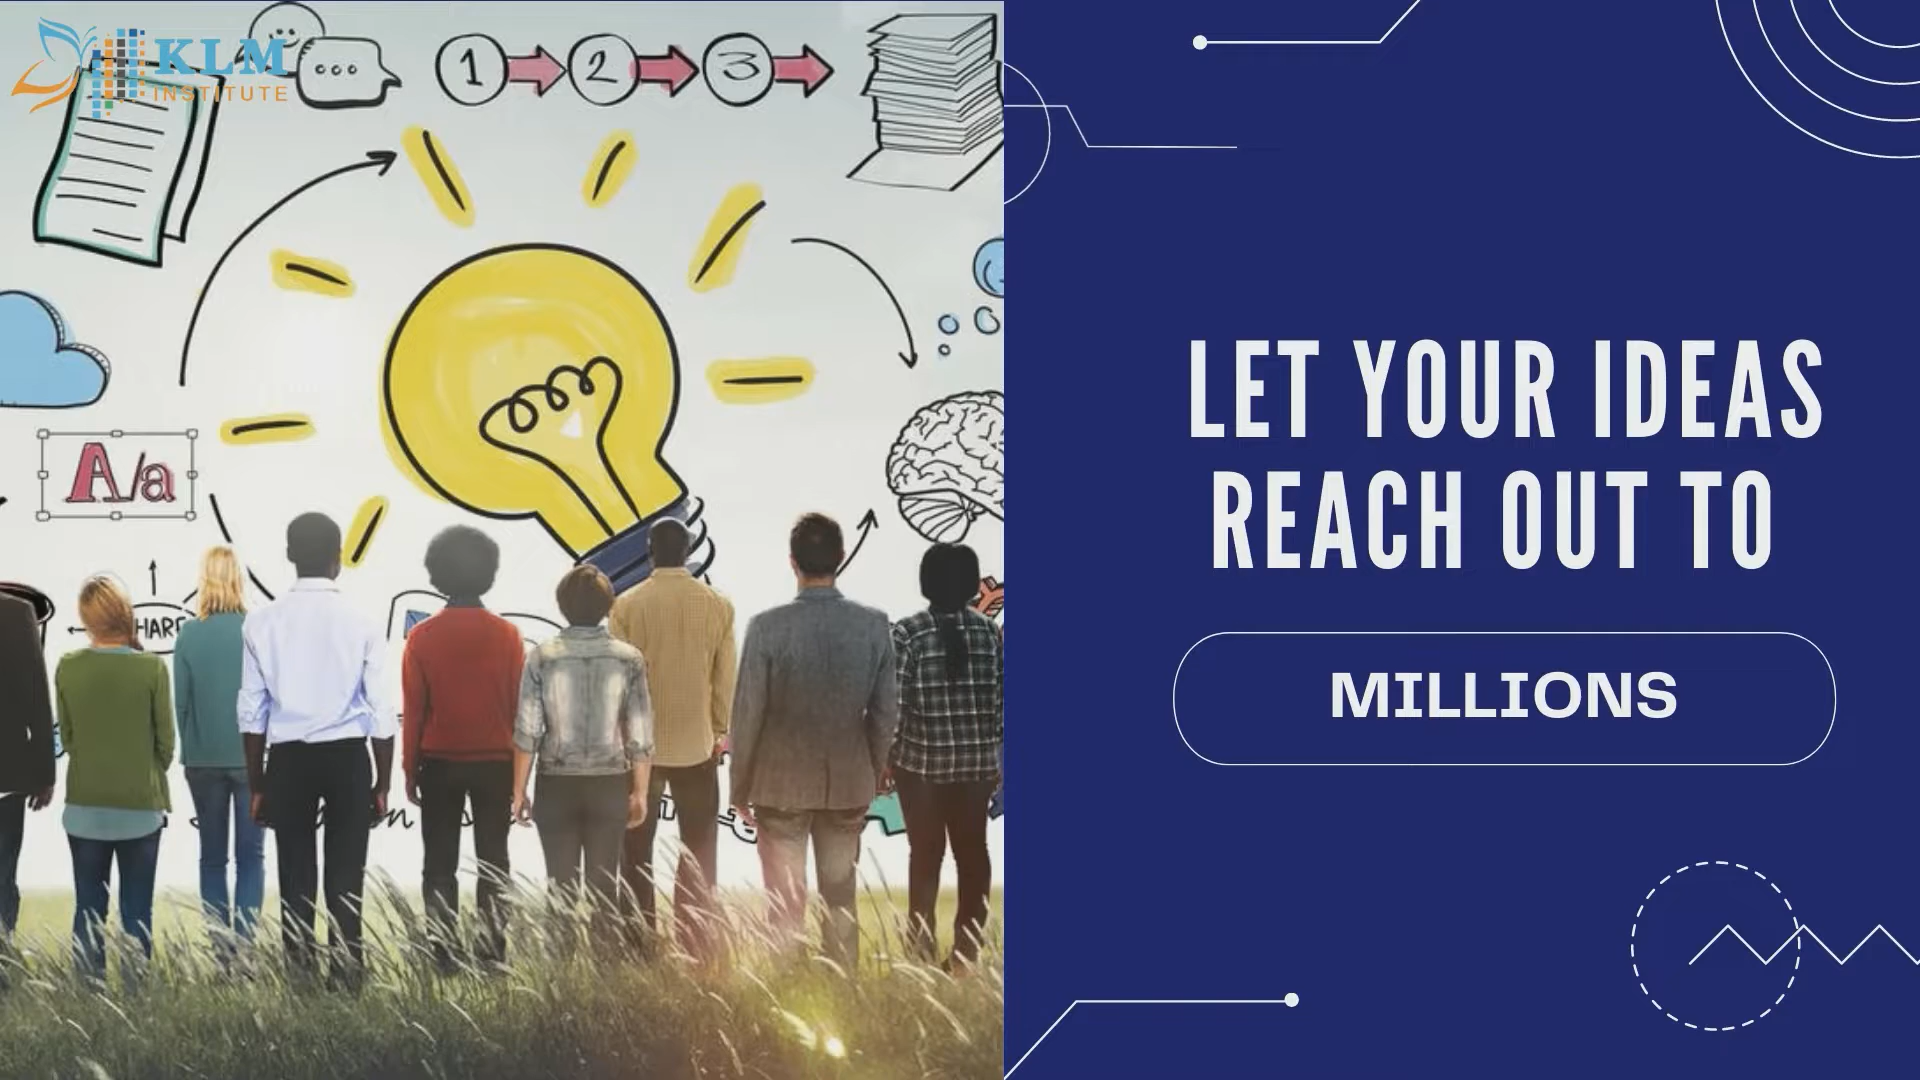 KLM
INSTITUTE
1
2
3
A/a
LET YOUR IDEAS
REACH OUT TO
MILLIONS